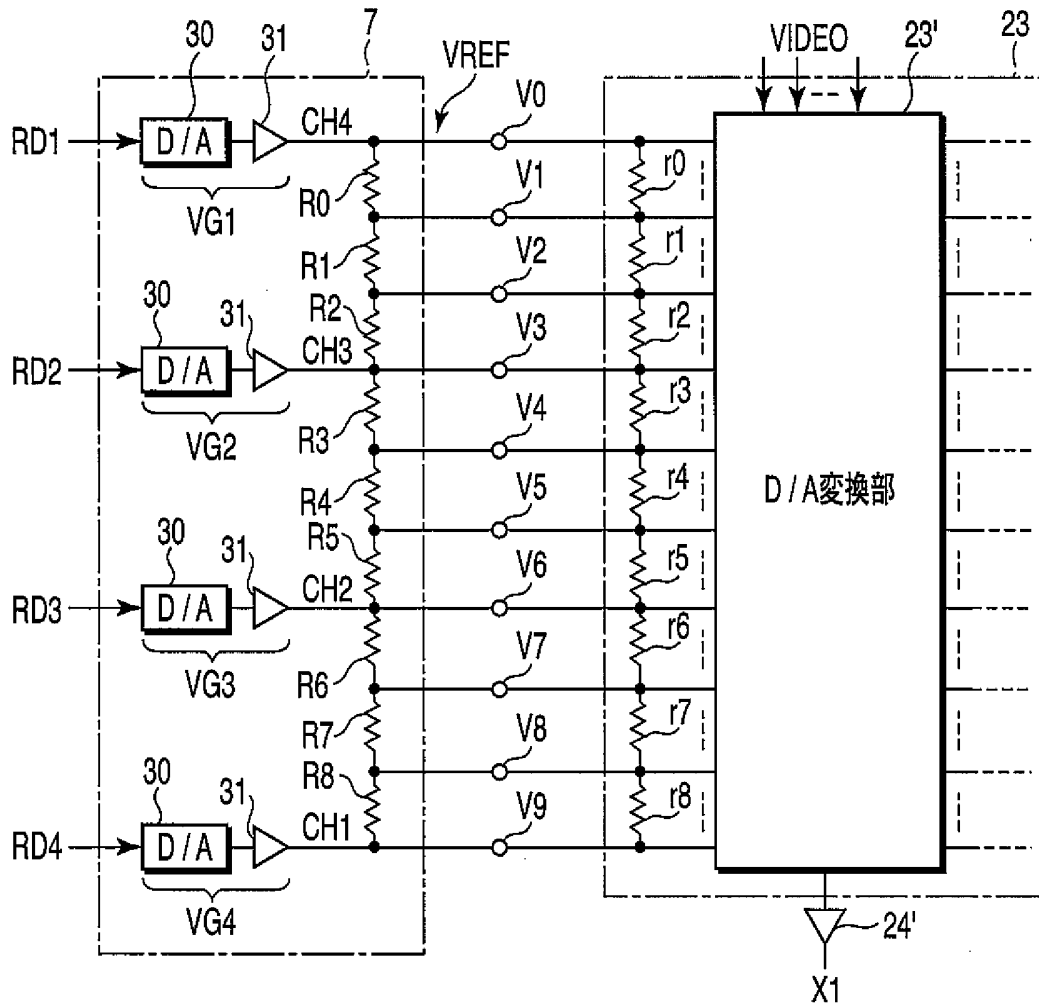 7
23
30
31
VREF
VIDEO
23'
RD1
D/A
CH4
V0
VG1
R0
r0
V1
R1
r1
V2
30
31
R2
r2
RD2
D/A
CH3
V3
VG2
R3
r3
V4
R4
r4
D/A変換部
V5
30
31
R5
r5
RD3
D/A
CH2
V6
VG3
R6
r6
V7
R7
r7
V8
30
31
R8
r8
RD4
D/A
CH1
V9
VG4
24'
X1